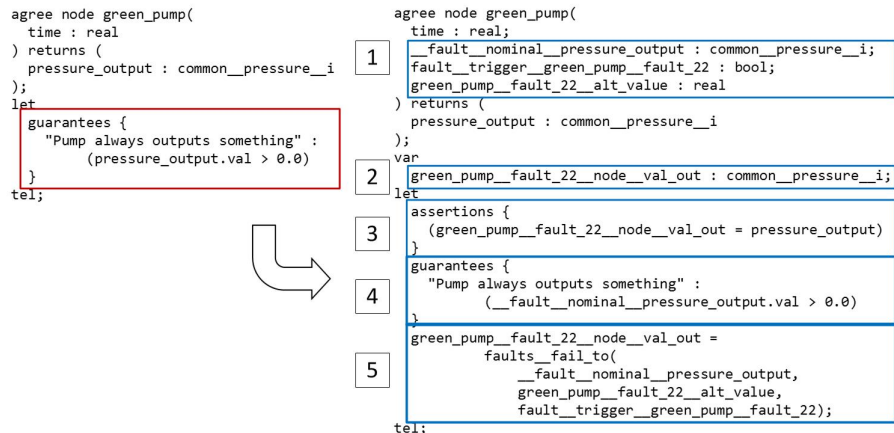 agree node green_pump(
time : real
) returns (
pressure_output : common__pressure__i
);
let
guarantees {
"Pump always outputs something" :
(pressure_output.val > 0.0)
}
tel;
agree node green_pump(
time : real;
1
__fault__nominal__pressure_output : common__pressure__i;
fault__trigger__green_pump__fault_22 : bool;
green_pump__fault_22__alt_value : real
) returns (
pressure_output : common__pressure__i
);
var
2
green_pump__fault_22__node__val_out : common__pressure__i;
let
3
assertions {
(green_pump__fault_22__node__val_out = pressure_output)
}
4
guarantees {
"Pump always outputs something" :
(__fault__nominal__pressure_output.val > 0.0)
}
5
green_pump__fault_22__node__val_out =
faults__fail_to(
__fault__nominal__pressure_output,
green_pump__fault_22__alt_value,
fault__trigger__green_pump__fault_22);
tel;